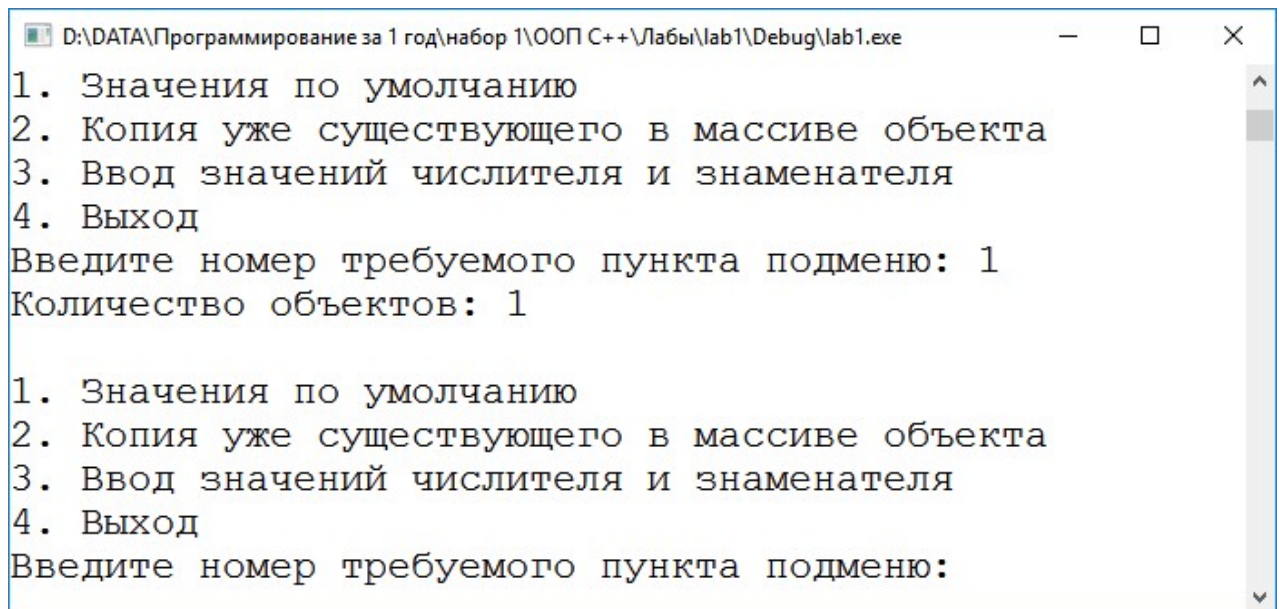 D:\DATA\Программирование за 1 год\набор 1\ООП C++\Лабы\lab1\Debug\lab1.exe
1. Значения по умолчанию
2. Копия уже существующего в массиве объекта
3. Ввод значений числителя и знаменателя
4. Выход
Введите номер требуемого пункта подменю: 1
Количество объектов: 1
1. Значения по умолчанию
2. Копия уже существующего в массиве объекта
3. Ввод значений числителя и знаменателя
4. Выход
Введите номер требуемого пункта подменю: